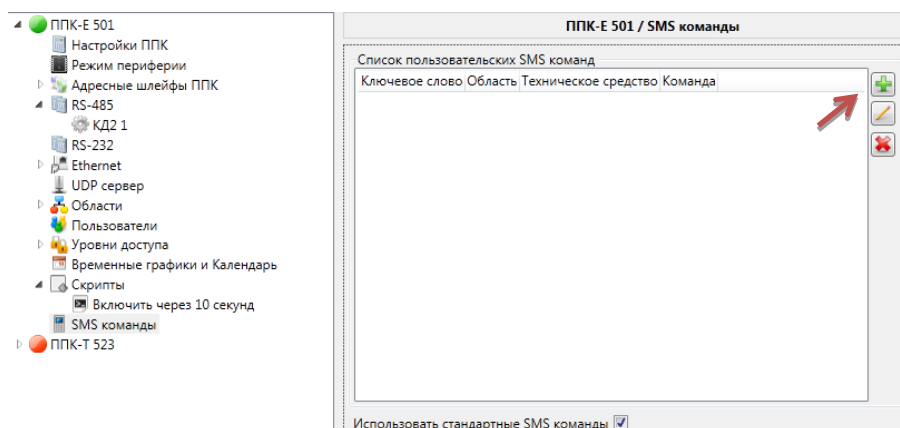 ППК-Е 501
Настройки ППК
Режим периферии
Адресные шлейфы ППК
RS-485
КД2 1
RS-232
Ethernet
UDP сервер
Области
Пользователи
Уровни доступа
Временные графики и Календарь
Скрипты
Включить через 10 секунд
SMS команды
ППК-Т 523
ППК-Е 501 / SMS команды
Список пользовательских SMS команд
Ключевое слово Область Техническое средство Команда
Использовать стандартные SMS команды